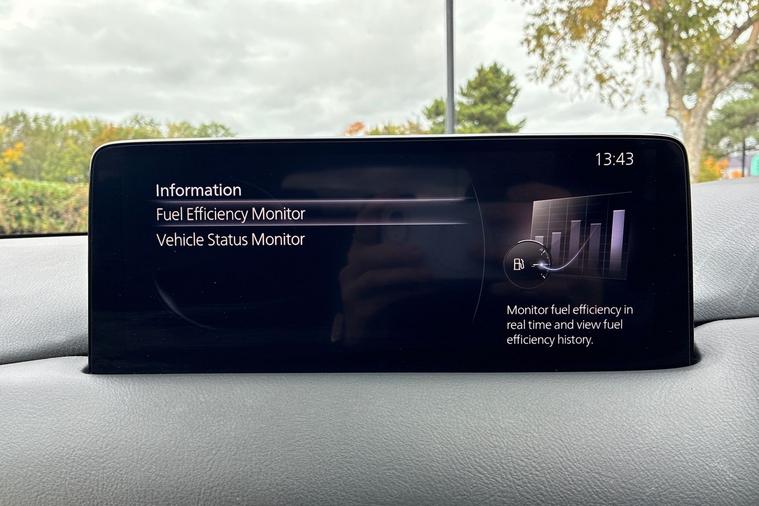 13:43
Information
Fuel Efficiency Monitor
Vehicle Status Monitor
Monitor fuel efficiency in
real time and view fuel
efficiency history.